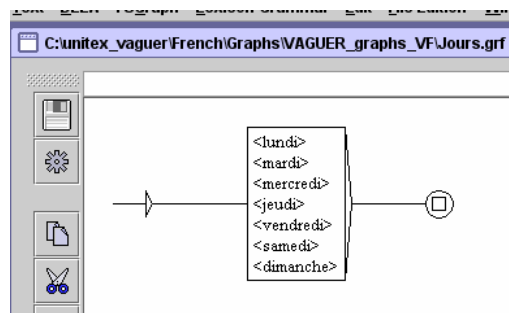 C:\unitex_vaguer\French\Graphs\VAGUER_graphs_VF\Jours.grf
<lundi>
<mardi>
<mercredi>
<jeudi>
<vendredi>
<samedi>
<dimanche>